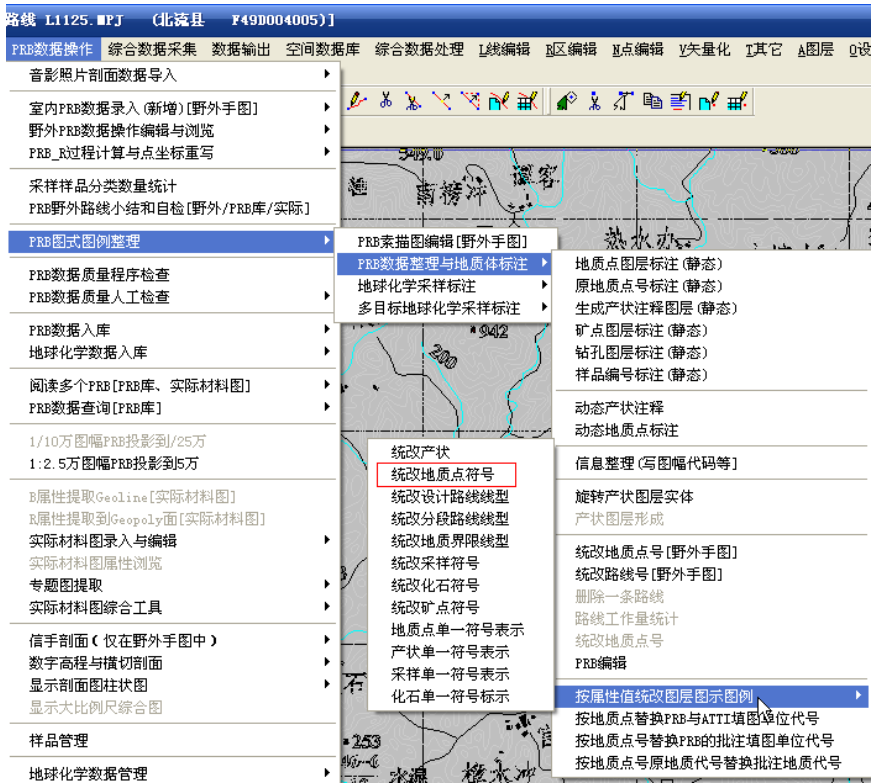 路线 L1125.MPJ （北流县 F49D004005)]
PRB数据操作 综合数据采集 数据输出 空间数据库 综合数据处理 L线编辑 R区编辑 N点编辑 V矢量化 T其它 A图层 O设
音影照片剖面数据导入
室内PRB数据录入(新增)[野外手图]
野外PRB数据操作编辑与浏览
PRB_R过程计算与点坐标重写
采样样品分类数量统计
PRB野外路线小结和自检[野外/PRB库/实际]
PRB图式图例整理
PRB数据质量程序检查
PRB数据质量人工检查
PRB数据入库
地球化学数据入库
阅读多个PRB[PRB库、实际材料图]
PRB数据查询[PRB库]
1/10万图幅PRB投影到/25万
1:2.5万图幅PRB投影到5万
B属性提取Geoline[实际材料图]
R属性提取到Geopoly面[实际材料图]
实际材料图录入与编辑
实际材料图属性浏览
专题图提取
实际材料图综合工具
信手剖面(仅在野外手图中)
数字高程与横切剖面
显示剖面图柱状图
显示大比例尺综合图
样品管理
地球化学数据管理
PRB素描图编辑[野外手图]
PRB数据整理与地质体标注
地球化学采样标注
多目标地球化学采样标注
地质点图层标注(静态)
原地质点号标注(静态)
生成产状注释图层(静态)
矿点图层标注(静态)
钻孔图层标注(静态)
样品编号标注(静态)
动态产状注释
动态地质点标注
信息整理(写图幅代码等]
旋转产状图层实体
产状图层形成
统改地质点号[野外手图]
统改路线号[野外手图]
删除一条路线
路线工作量统计
统改地质点号
PRB编辑
按属性值统改图层图示图例
按地质点替换PRB与ATTI填图单位代号
按地质点号替换PRB的批注填图单位代号
按地质点号原地质代号替换批注地质代号
统改产状
统改地质点符号
统改设计路线线型
统改分段路线线型
统改地质界限线型
统改采样符号
统改化石符号
统改矿点符号
地质点单一符号表示
产状单一符号表示
采样单一符号表示
化石单一符号标示
942
200
253
石